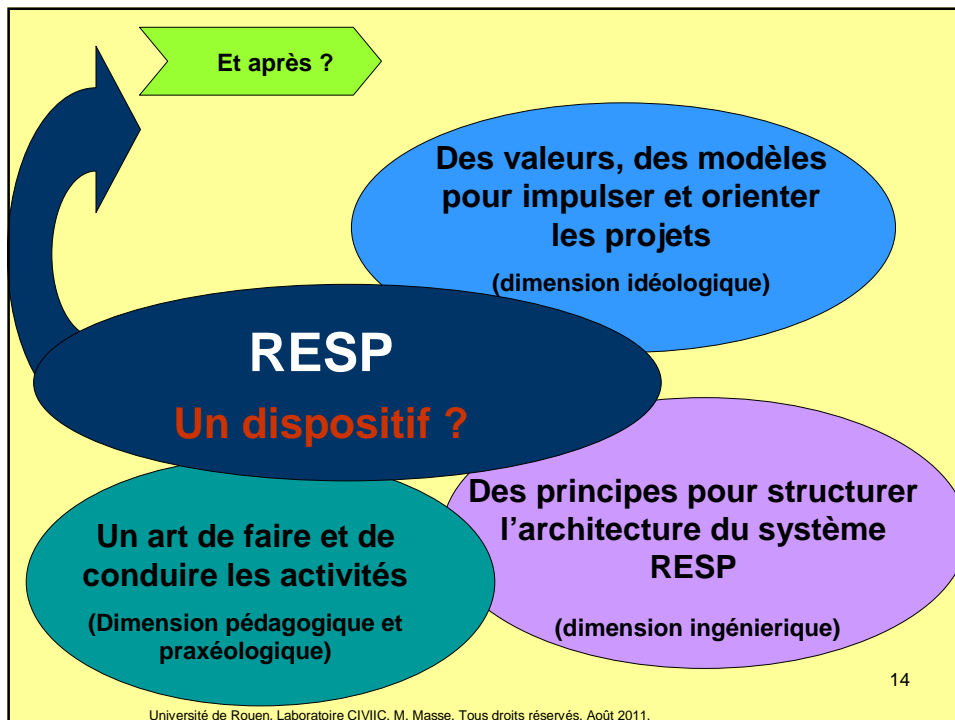 Et après ?
Des valeurs, des modèles
pour impulser et orienter
les projets
(dimension idéologique)
RESP
Un dispositif ?
Des principes pour structurer
l’architecture du système
RESP
(dimension ingénierique)
Un art de faire et de
conduire les activités
(Dimension pédagogique et
praxéologique)
14
Université de Rouen. Laboratoire CIVIIC. M. Masse. Tous droits réservés. Août 2011.